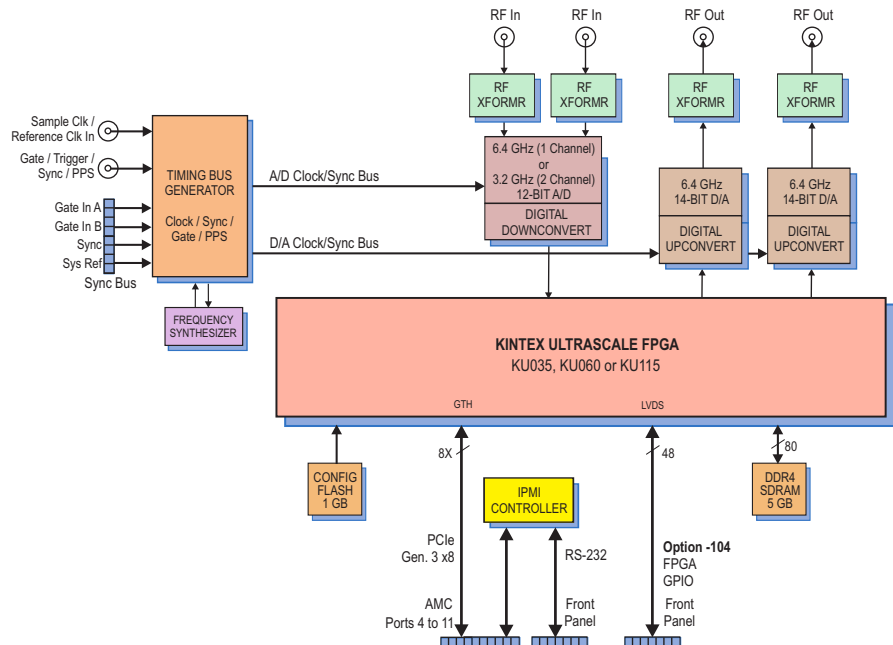 RF In
RF In
RF Out
RF Out
RF
XFORMR
RF
XFORMR
RF
XFORMR
RF
XFORMR
Sample Clk /
Reference Clk In
Gate / Trigger /
Sync / PPS
Gate In A
Gate In B
Sync
Sys Ref
Sync Bus
TIMING BUS
GENERATOR
Clock / Sync /
Gate / PPS
FREQUENCY
SYNTHESIZER
A/D Clock/Sync Bus
D/A Clock/Sync Bus
6.4 GHz (1 Channel)
or
3.2 GHz (2 Channel)
12-BIT A/D
DIGITAL
DOWNCONVERT
6.4 GHz
14-BIT D/A
DIGITAL
UPCONVERT
6.4 GHz
14-BIT D/A
DIGITAL
UPCONVERT
KINTEX ULTRASCALE FPGA
KU035, KU060 or KU115
GTH
LVDS
8X
48
80
CONFIG
FLASH
1 GB
IPMI
CONTROLLER
DDR4
SDRAM
5 GB
PCIe
Gen. 3 x8
RS-232
Option -104
FPGA
GPIO
AMC
Ports 4 to 11
Front
Panel
Front
Panel